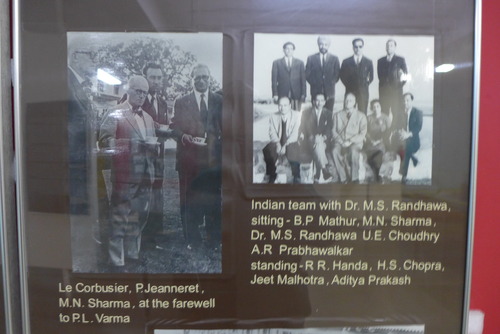 Le Corbusier, P.Jeanneret,
M.N. Sharma, at the farewell
to P.L. Varma
Indian team with Dr. M.S. Randhawa,
sitting - B.P Mathur, M.N. Sharma,
Dr. M.S. Randhawa U.E. Choudhry
A.R Prabhawalkar
standing - R R. Handa, H.S. Chopra,
Jeet Malhotra, Aditya Prakash